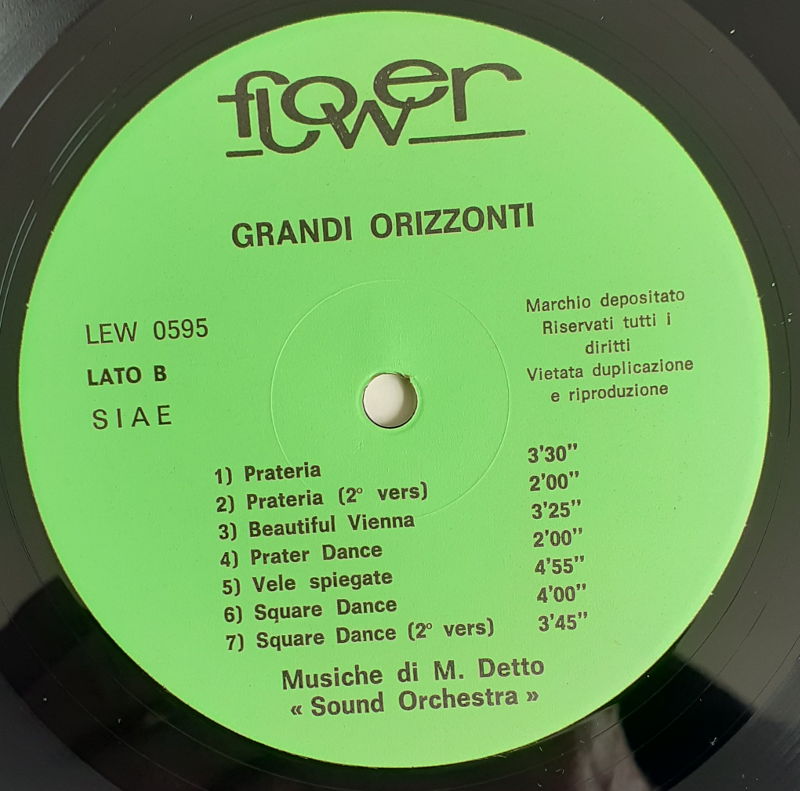 flower
GRANDI ORIZZONTI
LEW 0595
LATO B
SIAE
Marchio depositato
Riservati tutti i
diritti
Vietata duplicazione
e riproduzione
1) Prateria 3'30"
2) Prateria (2° vers) 2'00"
3) Beautiful Vienna 3'25"
4) Prater Dance 2'00"
5) Vele spiegate 4'55"
6) Square Dance 4'00"
7) Square Dance (2° vers) 3'45"
Musiche di M. Detto
« Sound Orchestra »